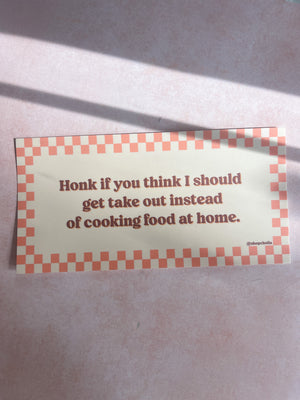 Honk if you think I should
get take out instead
of cooking food at home.